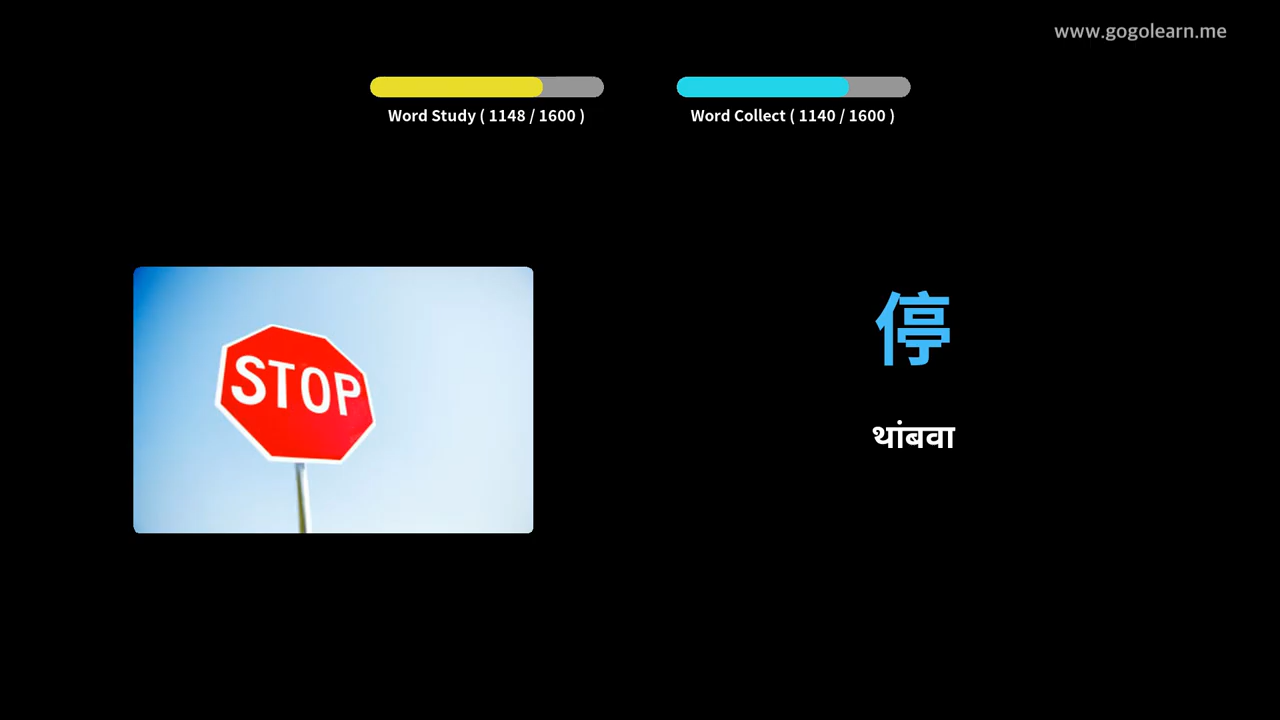 www.gogolearn.me
Word Study ( 1148 / 1600 )
Word Collect ( 1140 / 1600 )
STOP
停
थांबवा